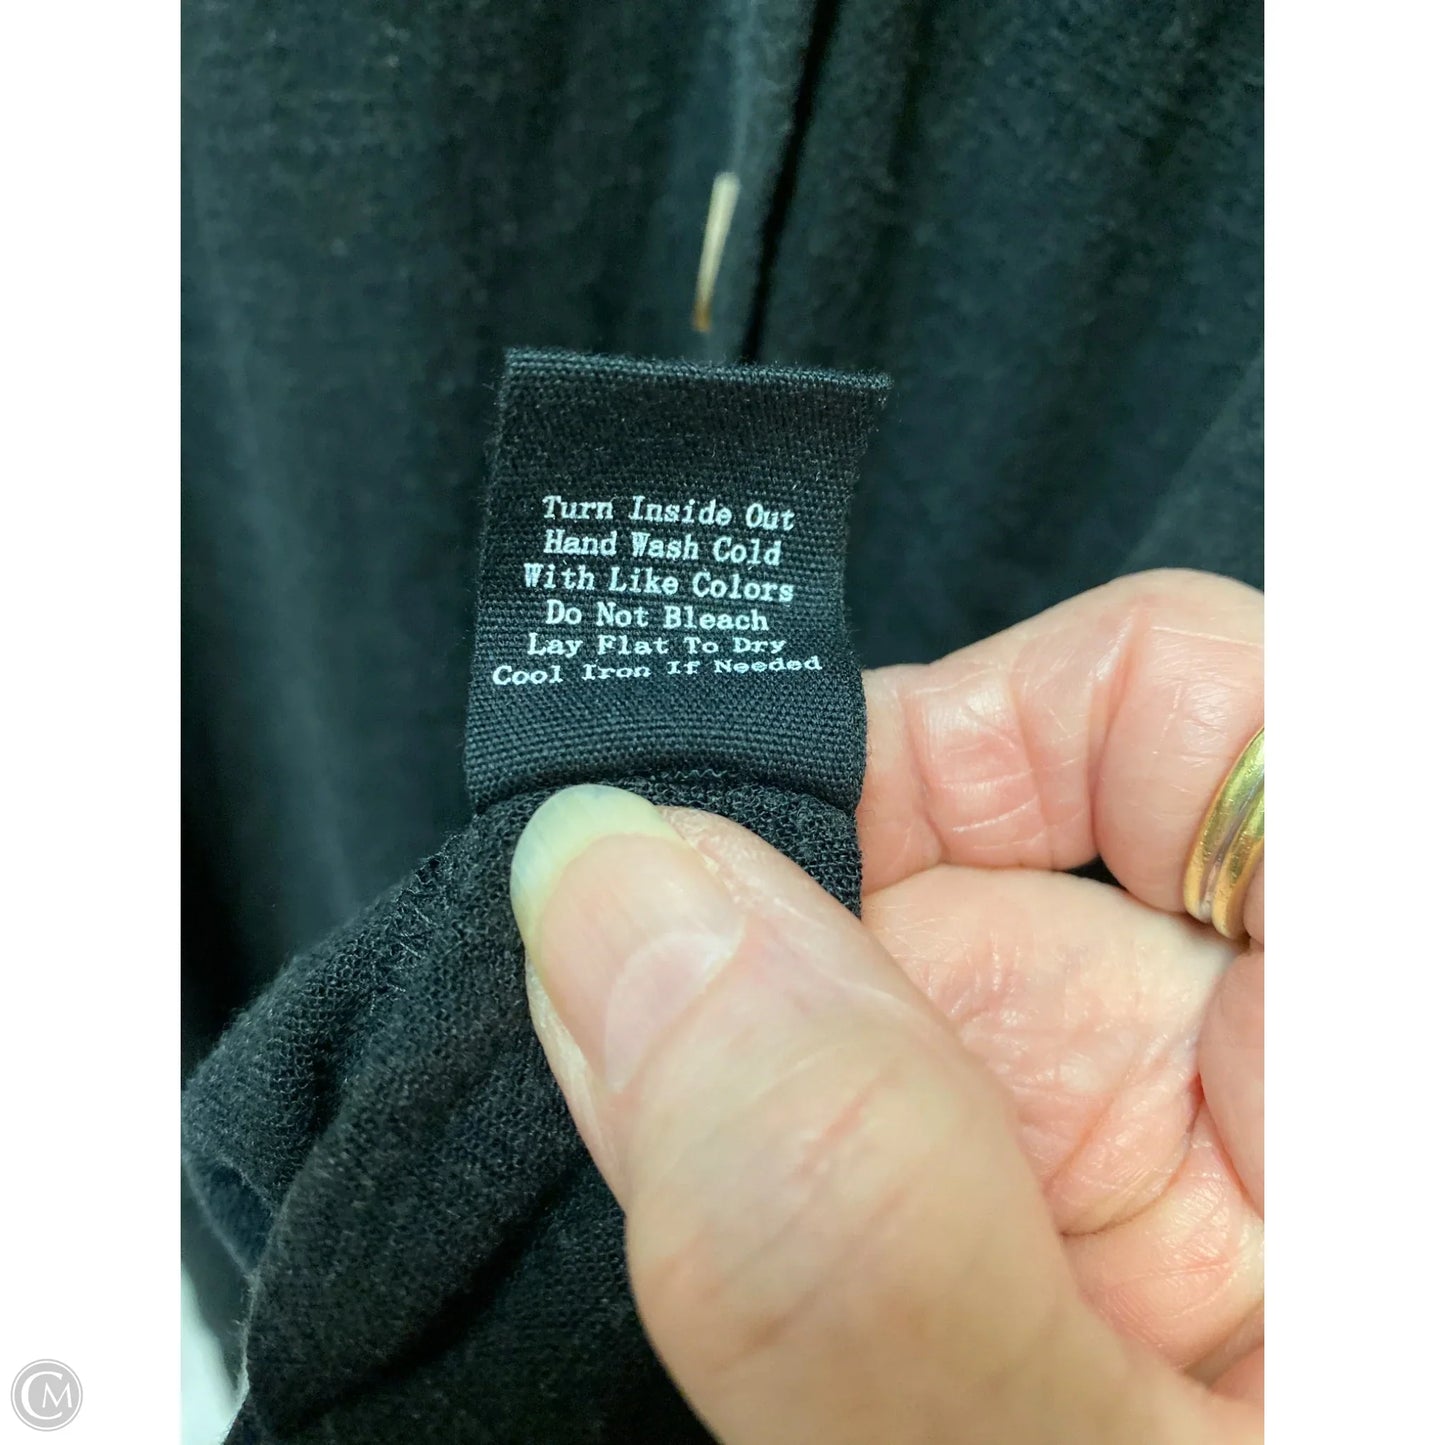 Turn Inside Out
Hand Wash Cold
With Like Colors
Do Not Bleach
Lay Flat To Dry
Cool Iron If Needed
CM